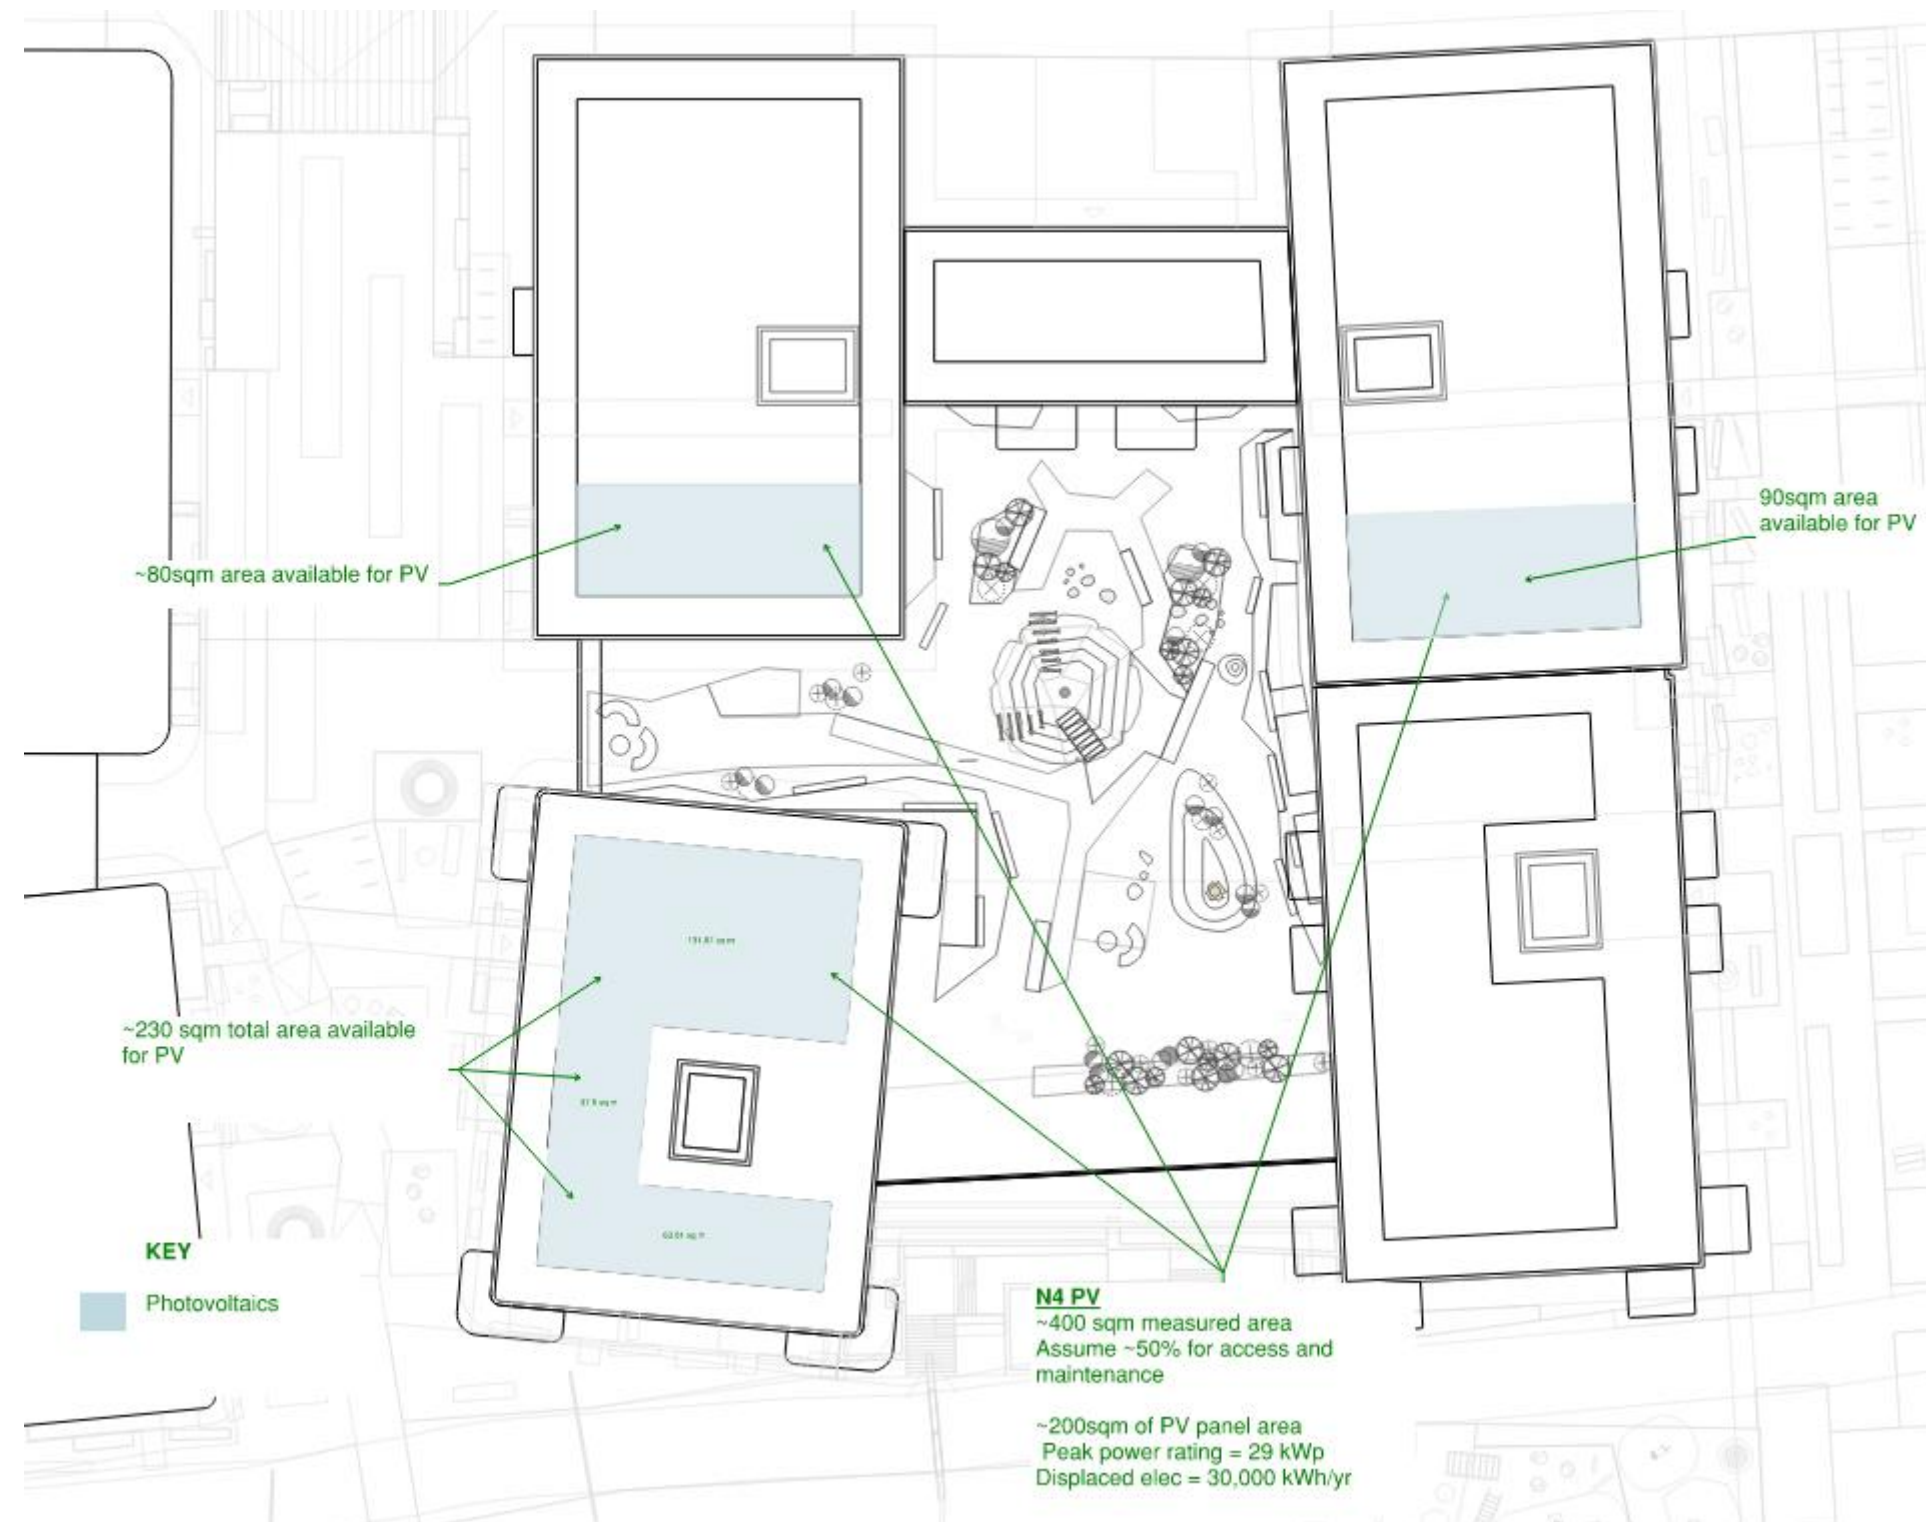 90sqm area
available for PV
~80sqm area available for PV
~230 sqm total area available
for PV
KEY
Photovoltaics
N4 PV
~400 sqm measured area
Assume ~50% for access and
maintenance
~200sqm of PV panel area
Peak power rating = 29 kWp
Displaced elec = 30,000 kWh/yr